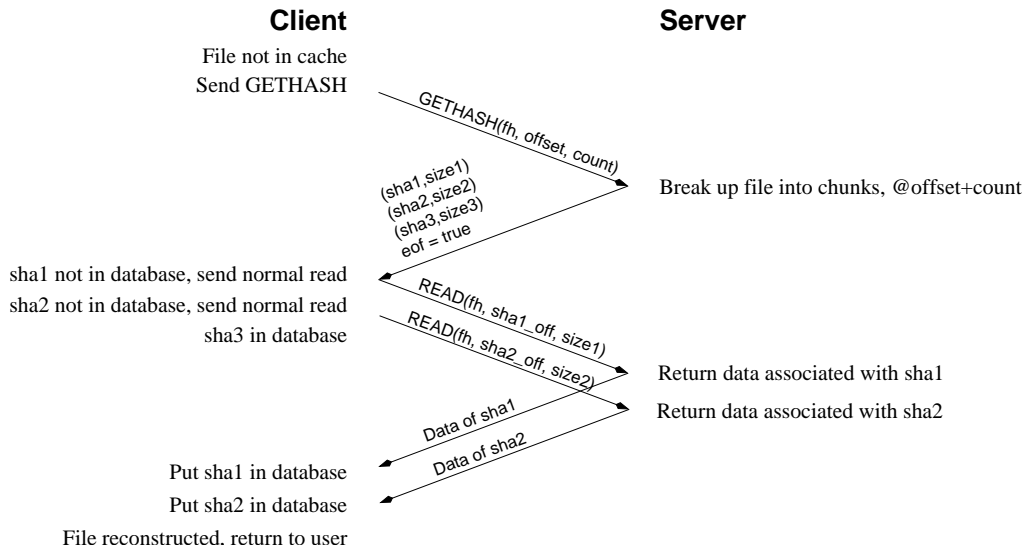 Client
Server
File not in cache
Send GETHASH
GETHASH(fh, offset, count)
Break up file into chunks, @offset+count
(sha1,size1)
(sha2,size2)
(sha3,size3)
eof = true
sha1 not in database, send normal read
sha2 not in database, send normal read
sha3 in database
READ(fh, sha1_off, size1)
READ(fh, sha2_off, size2)
Return data associated with sha1
Return data associated with sha2
Data of sha1
Data of sha2
Put sha1 in database
Put sha2 in database
File reconstructed, return to user